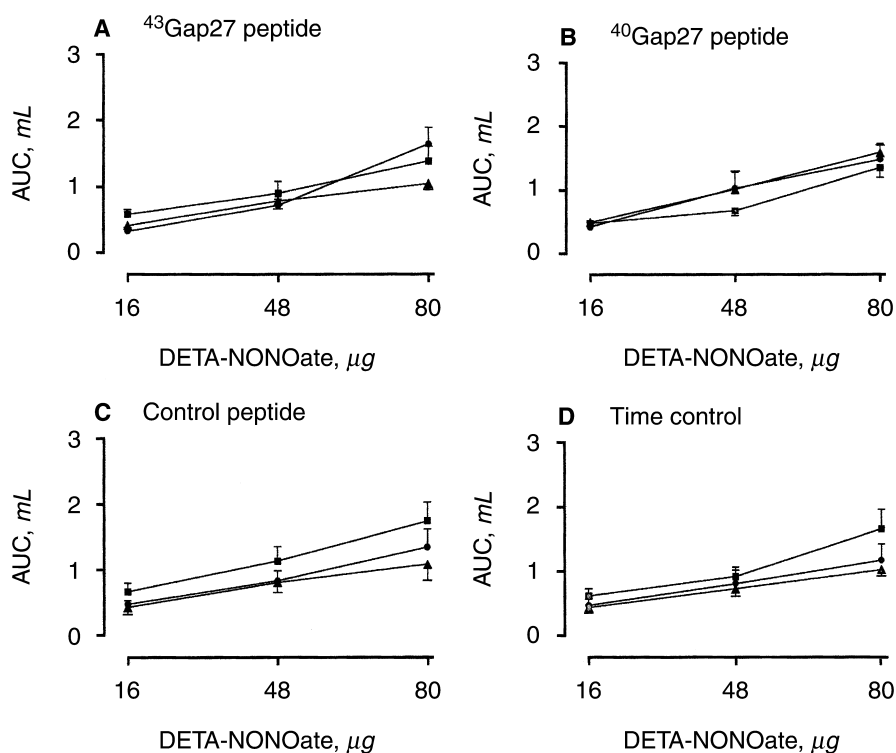 A ⁴³Gap27 peptide
3
2
1
0
AUC, mL
16 48 80
DETA-NONOate, μg
B ⁴⁰Gap27 peptide
3
2
1
0
AUC, mL
16 48 80
DETA-NONOate, μg
C Control peptide
3
2
1
0
AUC, mL
16 48 80
DETA-NONOate, μg
D Time control
3
2
1
0
AUC, mL
16 48 80
DETA-NONOate, μg